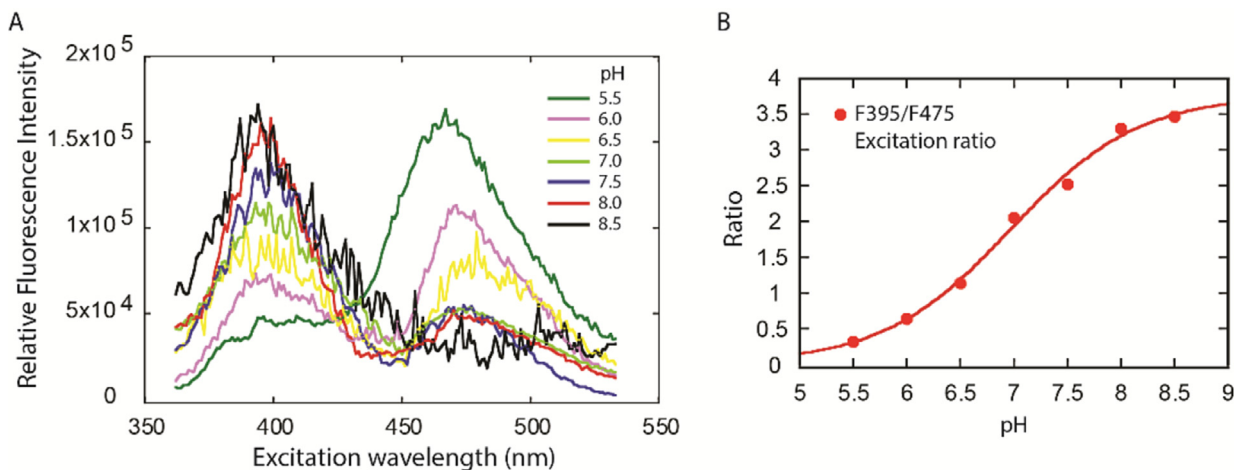 A
Relative Fluorescence Intensity
2x10 5
1.5x10 5
1x10 5
5x10 4
0
350
400
450
500
550
Excitation wavelength (nm)
pH
5.5
6.0
6.5
7.0
7.5
8.0
8.5
B
Ratio
4
3.5
3
2.5
2
1.5
1
0.5
0
F395/F475
Excitation ratio
5
5.5
6
6.5
7
7.5
8
8.5
9
pH